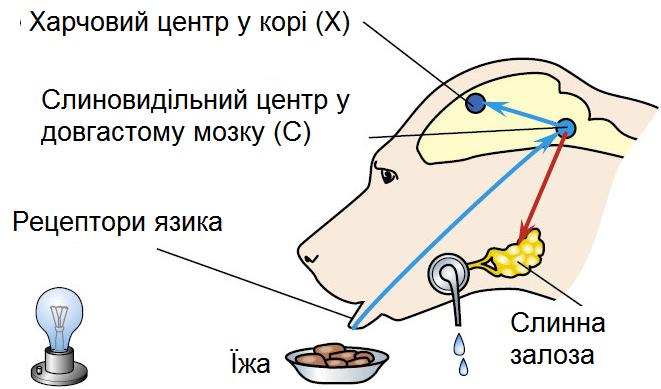 Харчовий центр у корі (Х)
Слиновидільний центр у
довгастому мозку (С)
Рецептори язика
Їжа
Слинна
залоза